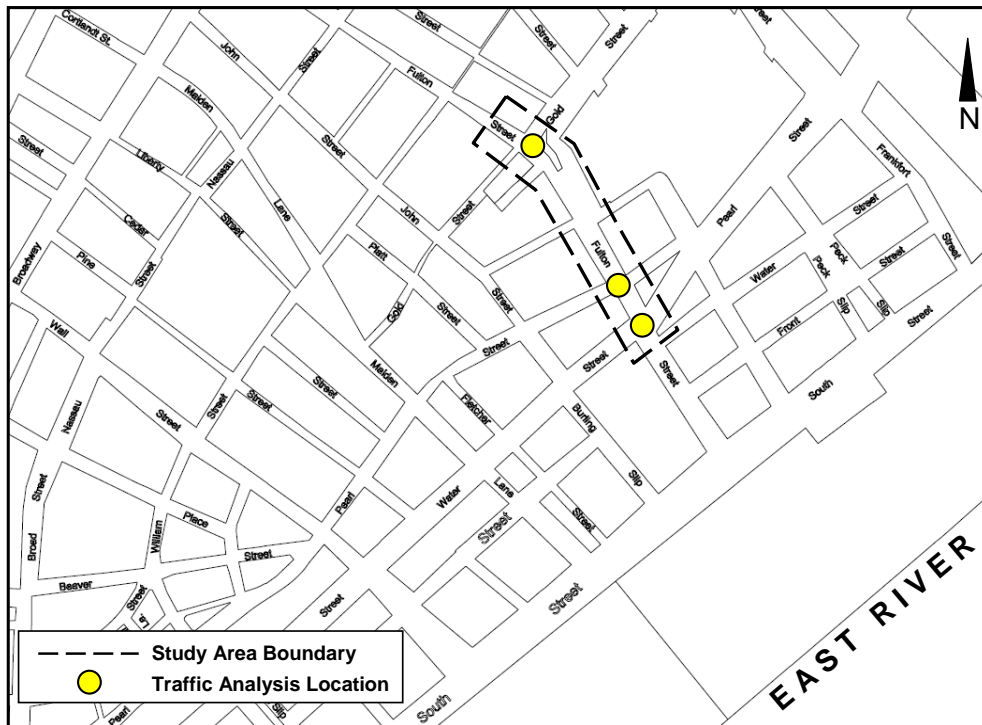 Cortlandt St.
Street
Street
Street
John
Street
Fulton
Maiden
Street
Gold
N
Street
Street
Liberty
Nassau
Street
Street
Frankfort
Lane
Street
John
Street
Street
Pearl
Cedar
Platt
Peck
Street
Broadway
Pine
Street
Fulton
Water
Peck
Street
Street
Wall
Gold
Street
Street
Front
Slip
Slip
Street
Maiden
Street
Street
Street
South
Nassau
Street
Street
Street
Street
Fletcher
Burling
Street
Pearl
Water
Lane
Slip
Broad
William
Place
Street
Street
Street
EAST RIVER
Beaver
Street
Street
Street
Ln.
Study Area Boundary
Traffic Analysis Location
Pearl
Slip
South